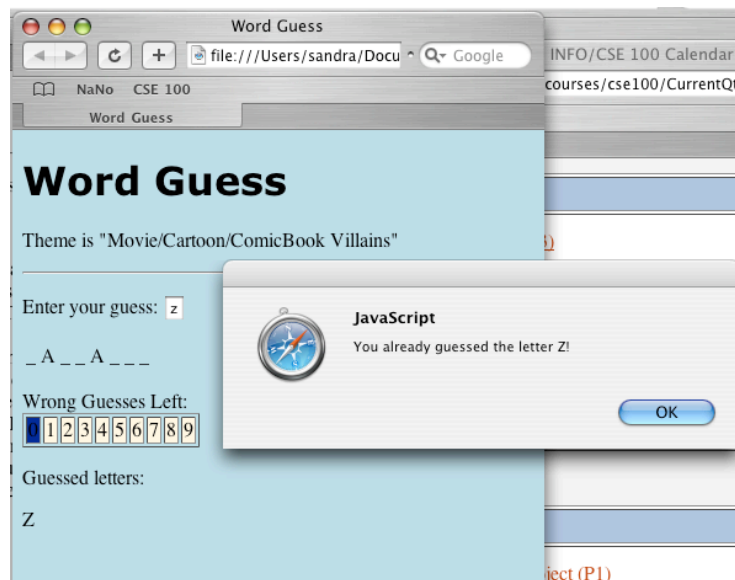 Word Guess
file:///Users/sandra/Docu
Google
INFO/CSE 100 Calendar
NaNo CSE 100
courses/cse100/CurrentQt
Word Guess
Word Guess
Theme is "Movie/Cartoon/ComicBook Villains"
Enter your guess: z
_ A _ _ A _ _ _
Wrong Guesses Left:
0 1 2 3 4 5 6 7 8 9
Guessed letters:
Z
JavaScript
You already guessed the letter Z!
OK
ject (P1)